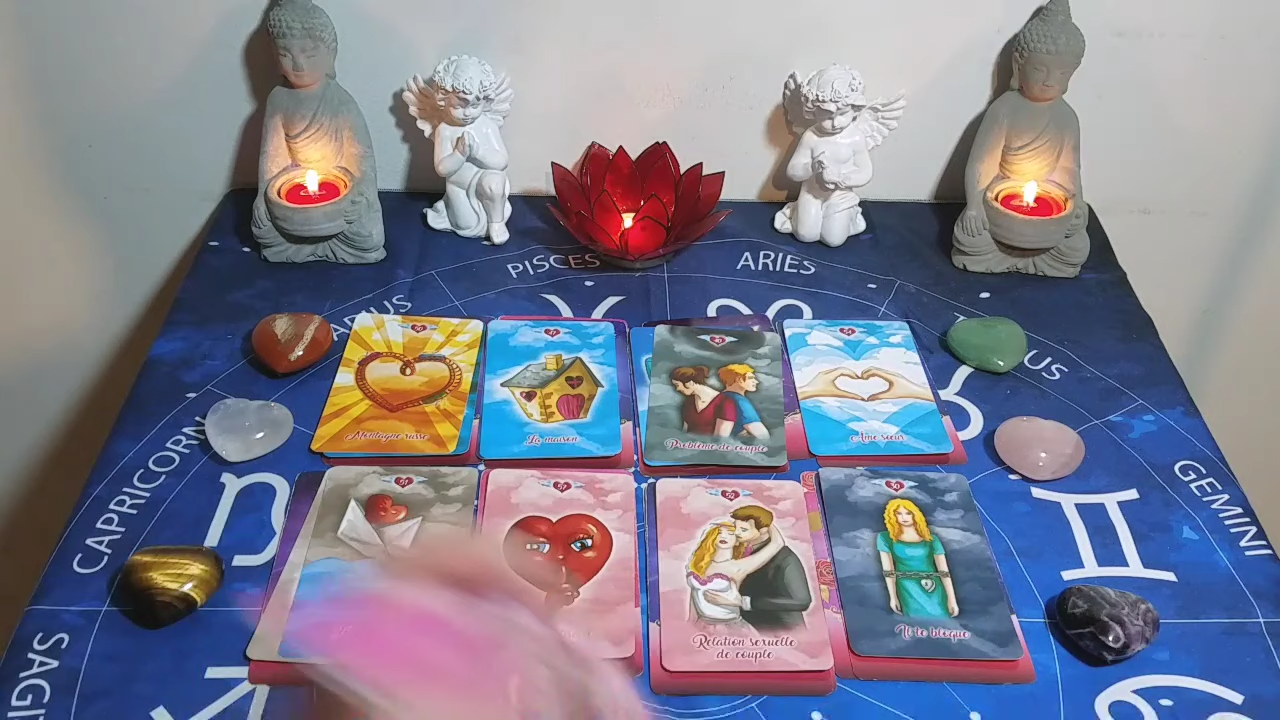 PISCES
ARIES
CAPRICORN
GEMINI
Montagne russe
La maison
Problème de couple
Âme sœur
Relation sexuelle
de couple
Il te bloque